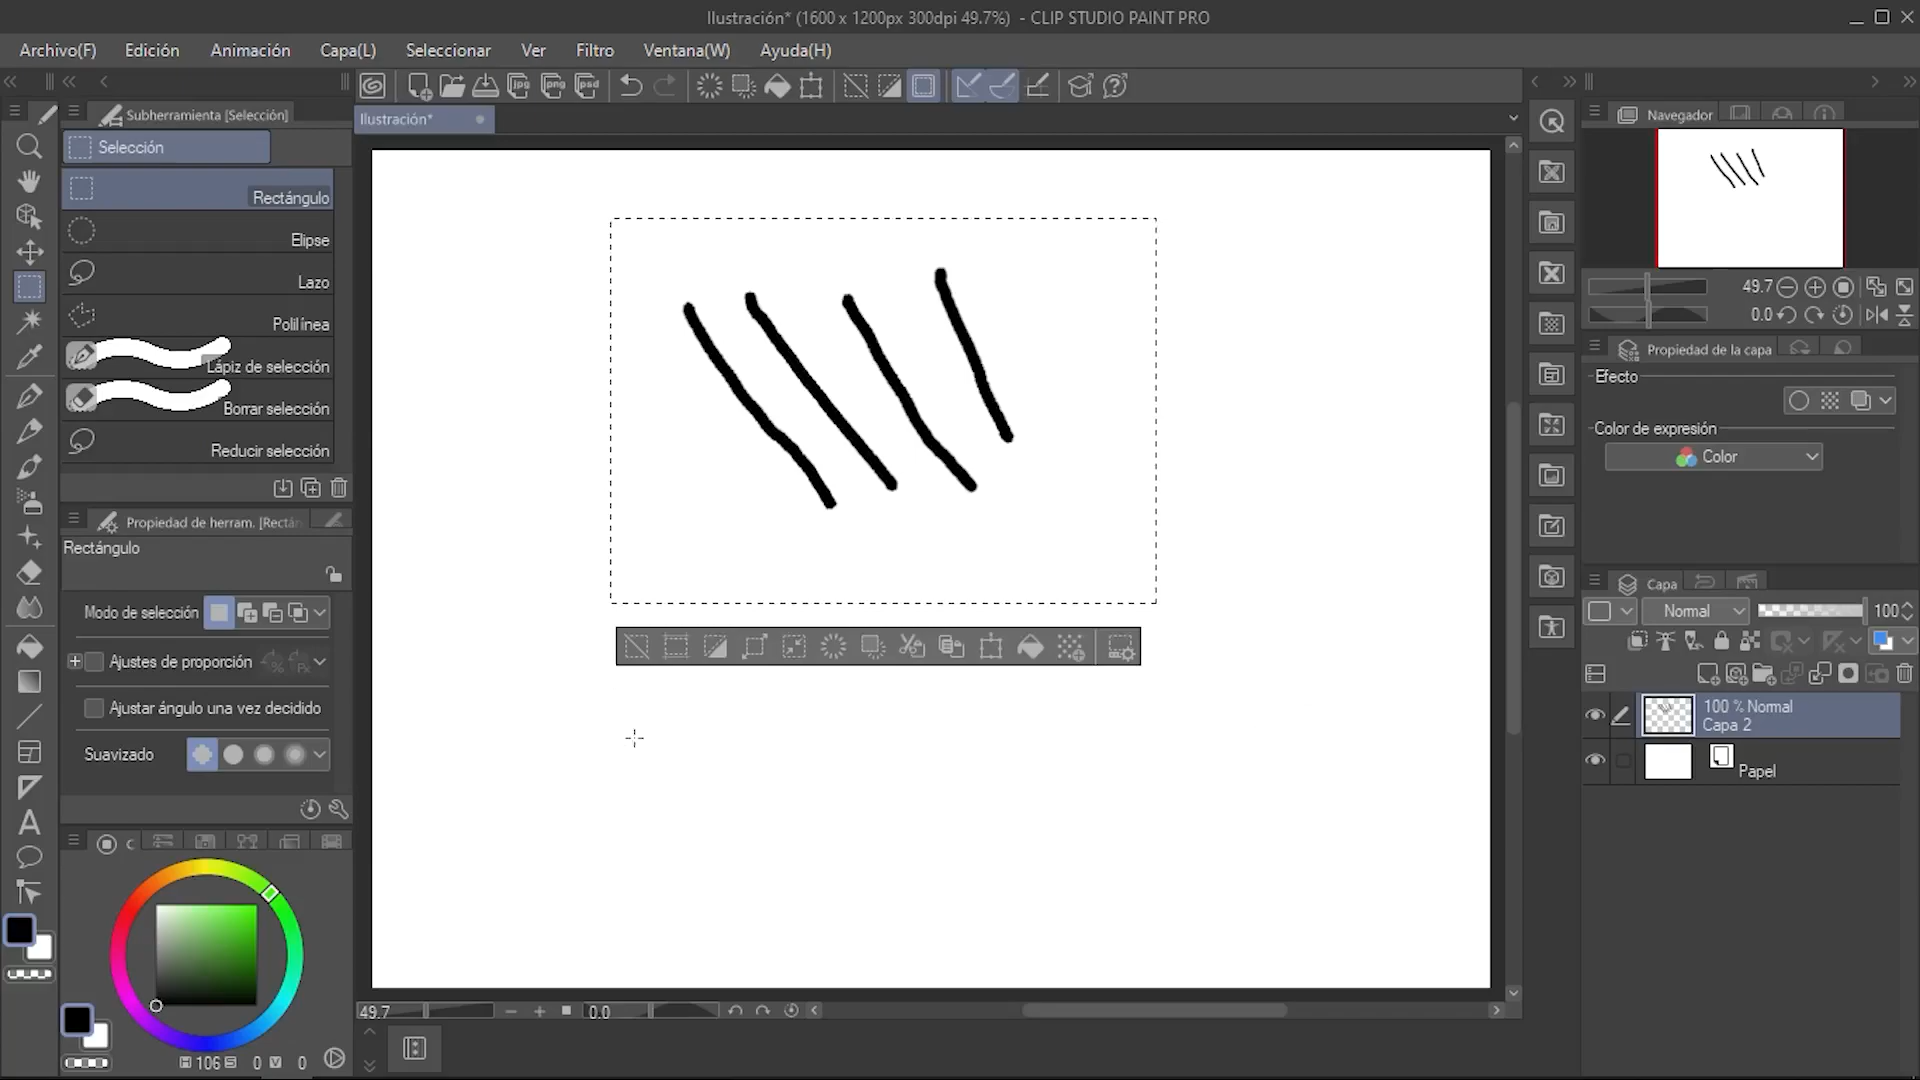 Ilustración* (1600 x 1200px 300dpi 49.7%) - CLIP STUDIO PAINT PRO
Archivo(F) Edición Animación Capa(L) Seleccionar Ver Filtro Ventana(W) Ayuda(H)
jpg png psd
Subherramienta [Selección]
Ilustración*
Selección
Rectángulo
Elipse
Lazo
Polilínea
Lápiz de selección
Borrar selección
Reducir selección
Propiedad de herram. [Rectán
Rectángulo
Modo de selección
Ajustes de proporción
Ajustar ángulo una vez decidido
Suavizado
H 106 S 0 V 0
49.7 0.0
Navegador
49.7
0.0
Propiedad de la capa
Efecto
Color de expresión
Color
Capa
Normal 100
100 % Normal
Capa 2
Papel